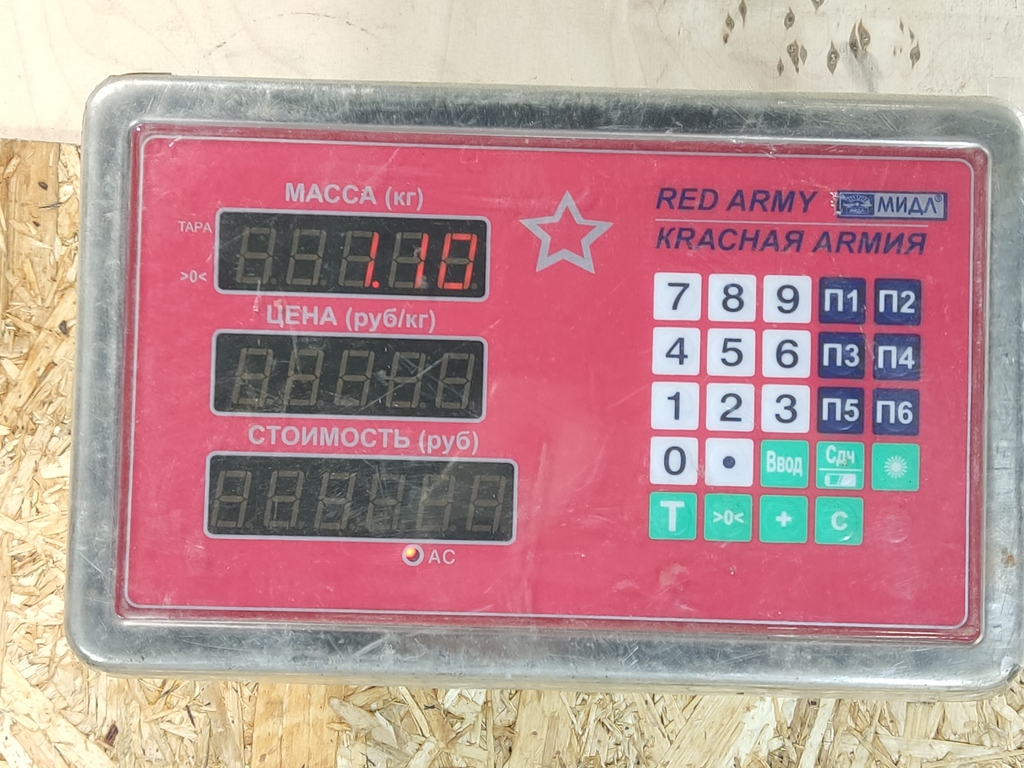 МАССА (кг)
ТАРА
>0<
1.10
ЦЕНА (руб/кг)
СТОИМОСТЬ (руб)
AC
RED ARMY МИДЛ®
КRАСНАЯ АRМИЯ
7 8 9 П1 П2
4 5 6 П3 П4
1 2 3 П5 П6
0 • Ввод Сдч
T >0< + C